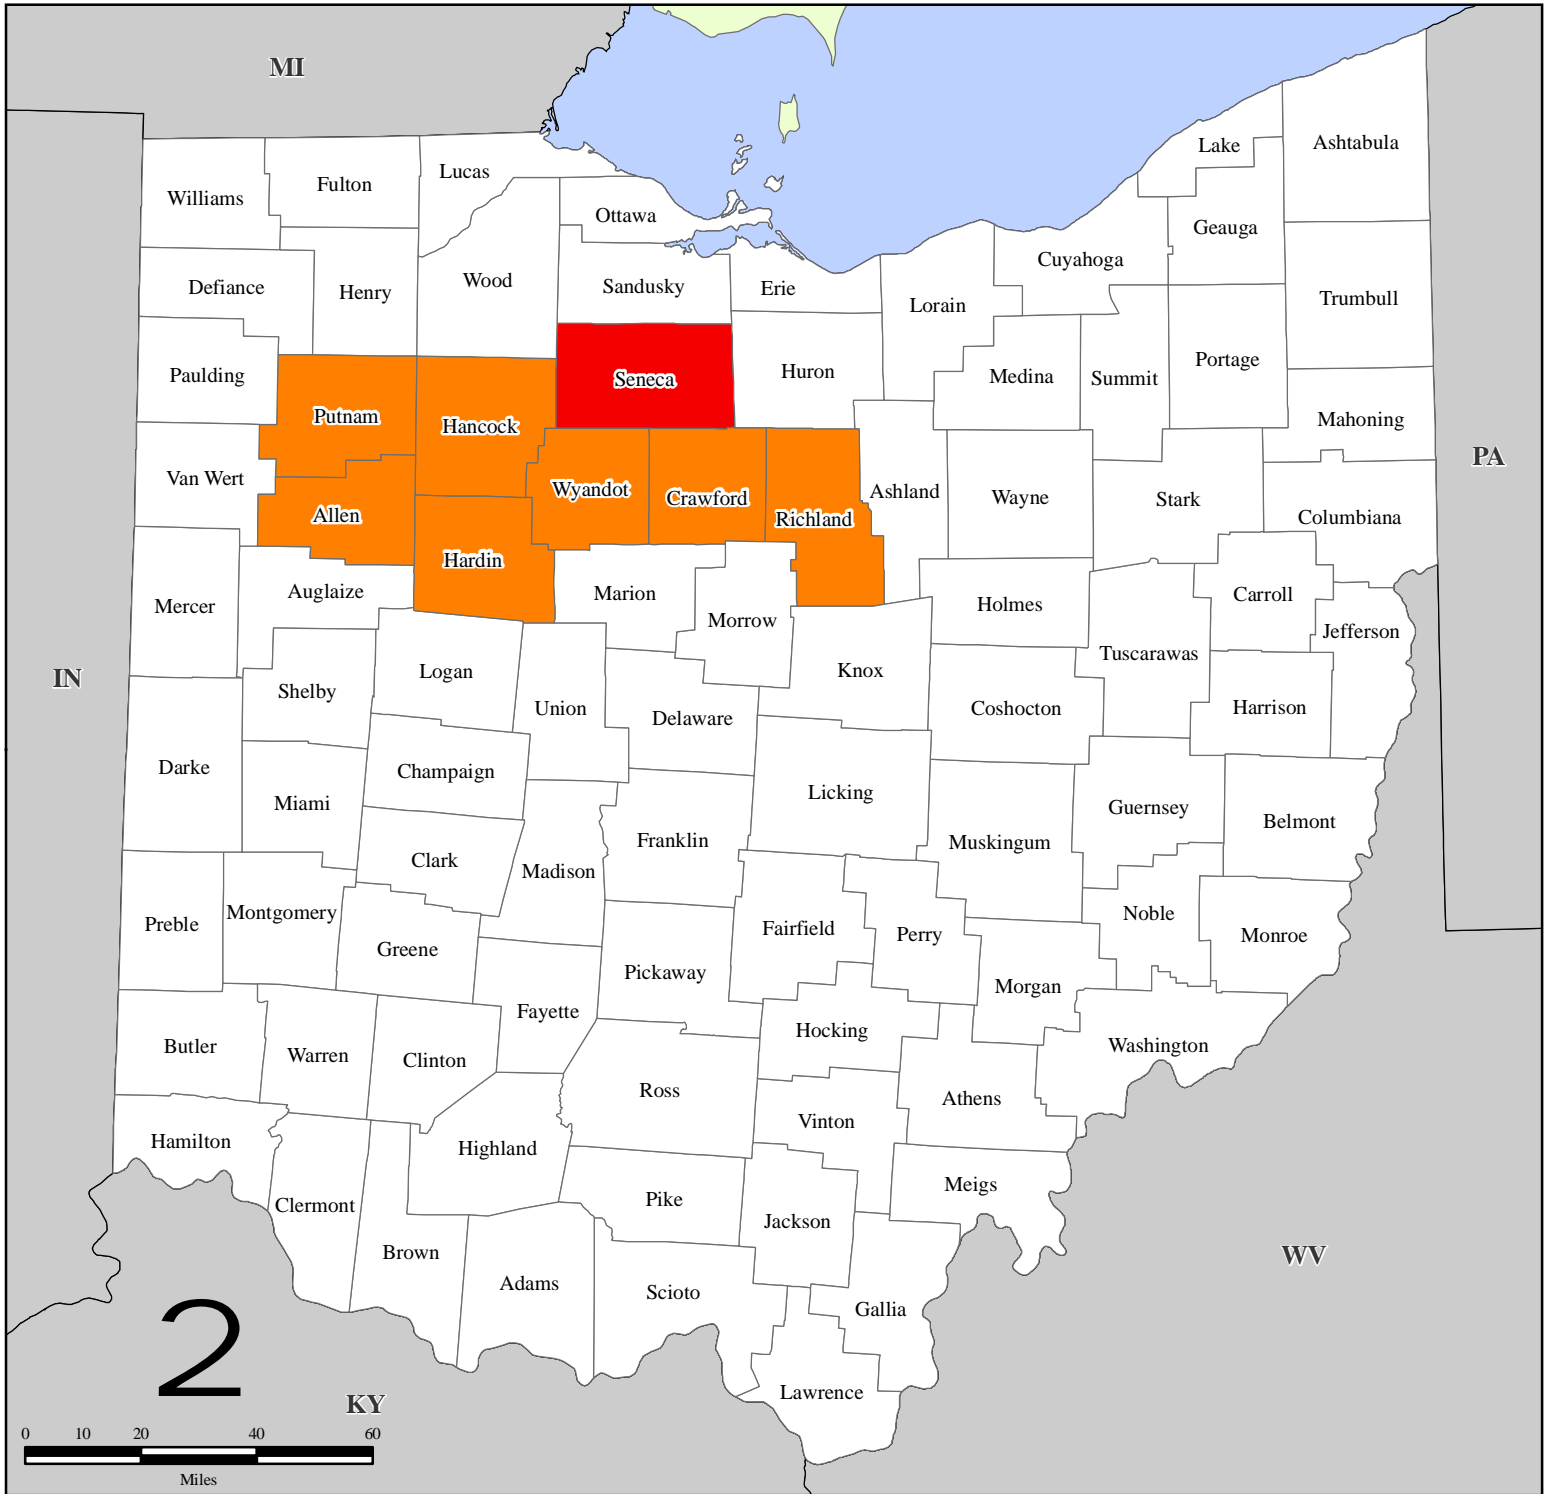 MI
Lake
Ashtabula
Lucas
Fulton
Williams
Ottawa
Geauga
Cuyahoga
Wood
Sandusky
Erie
Defiance
Henry
Lorain
Trumbull
Portage
Huron
Paulding
Medina
Summit
Seneca
Putnam
Hancock
Mahoning
PA
Van Wert
Wyandot
Crawford
Ashland
Wayne
Stark
Allen
Richland
Columbiana
Hardin
Auglaize
Marion
Carroll
Mercer
Holmes
Morrow
Jefferson
Tuscarawas
IN
Logan
Knox
Shelby
Union
Coshocton
Harrison
Delaware
Darke
Champaign
Licking
Miami
Guernsey
Belmont
Franklin
Muskingum
Clark
Madison
Montgomery
Noble
Preble
Fairfield
Perry
Monroe
Greene
Pickaway
Morgan
Fayette
Hocking
Butler
Warren
Clinton
Washington
Ross
Athens
Vinton
Hamilton
Highland
Meigs
Pike
Clermont
Jackson
Brown
WV
Adams
Scioto
Gallia
2
Lawrence
KY
0 10 20 40 60
Miles